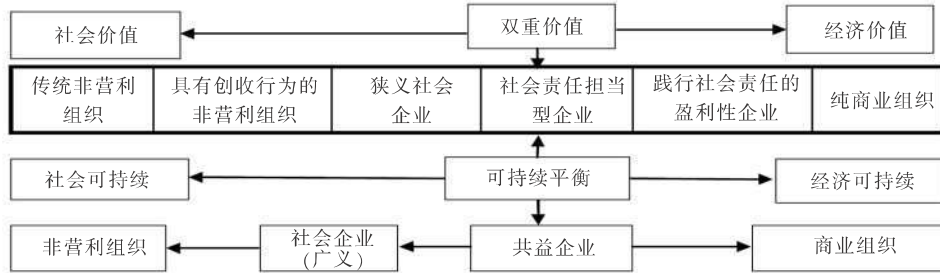 社会价值
双重价值
经济价值
传统非营利
组织
具有创收行为的
非营利组织
狭义社会
企业
社会责任担当
型企业
践行社会责任的
盈利性企业
纯商业组织
社会可持续
可持续平衡
经济可持续
非营利组织
社会企业
(广义)
共益企业
商业组织